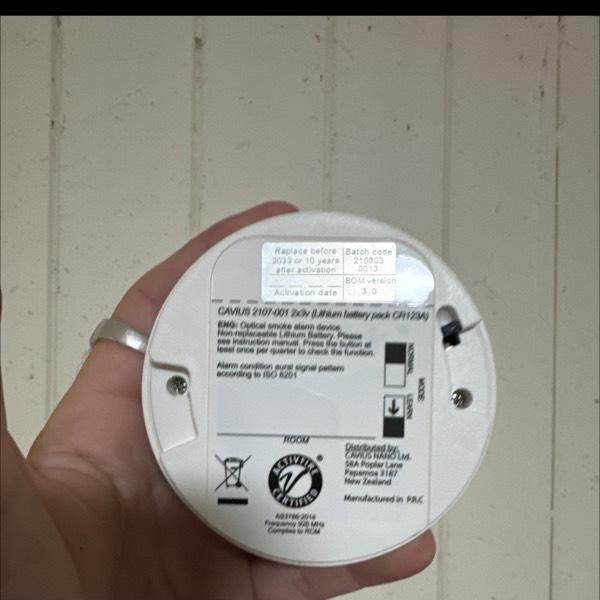 Replace before
2033 or 10 years
after activation
Activation date
Batch code
210303
0013
BOM version
3.0
CAVIUS 2107-001 2x3v (Lithium battery pack CR123A)
ENG: Optical smoke alarm device.
Non-replaceable Lithium Battery. Please
see instruction manual. Press the button at
least once per quarter to check the function.
Alarm condition aural signal pattern
according to ISO 8201
MODE:
NORMAL
LEARN
ROOM
ACTIVFIRE
CERTIFIED
®
AS3786:2014
Frequency 926 MHz
Complies to RCM
Distributed by:
CAVIUS NANO Ltd.
58A Poplar Lane
Papamoa 3187
New Zealand
Manufactured in P.R.C